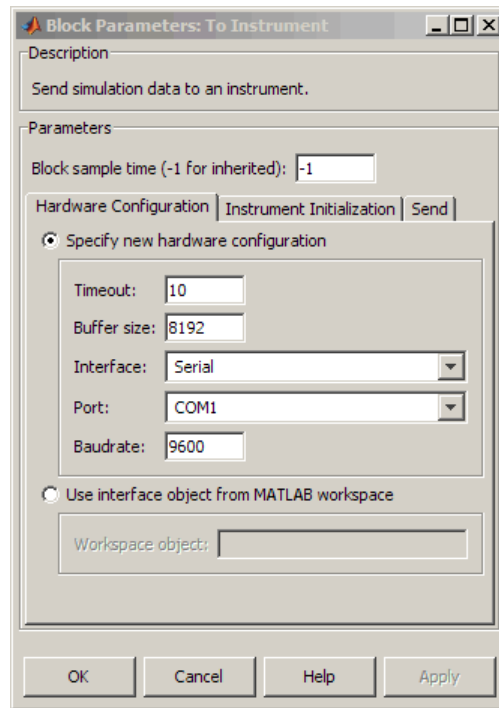 Block Parameters: To Instrument
Description
Send simulation data to an instrument.
Parameters
Block sample time (-1 for inherited): -1
Hardware Configuration Instrument Initialization Send
Specify new hardware configuration
Timeout: 10
Buffer size: 8192
Interface: Serial
Port: COM1
Baudrate: 9600
Use interface object from MATLAB workspace
Workspace object:
OK Cancel Help Apply